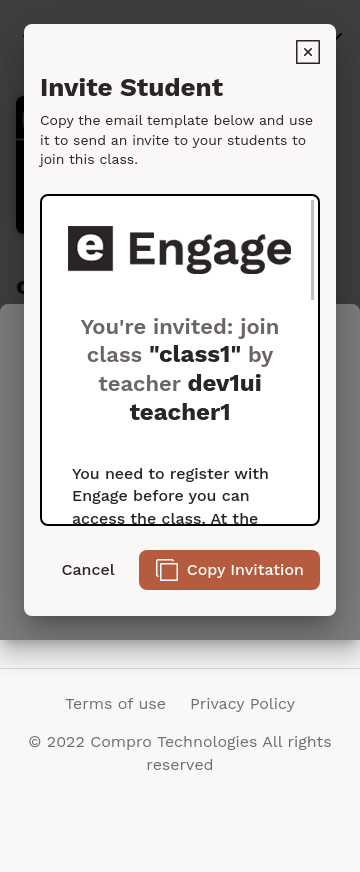 Invite Student
Copy the email template below and use
it to send an invite to your students to
join this class.
e Engage
You're invited: join
class "class1" by
teacher dev1ui
teacher1
You need to register with
Engage before you can
access the class. At the
Cancel
Copy Invitation
Terms of use Privacy Policy
© 2022 Compro Technologies All rights
reserved